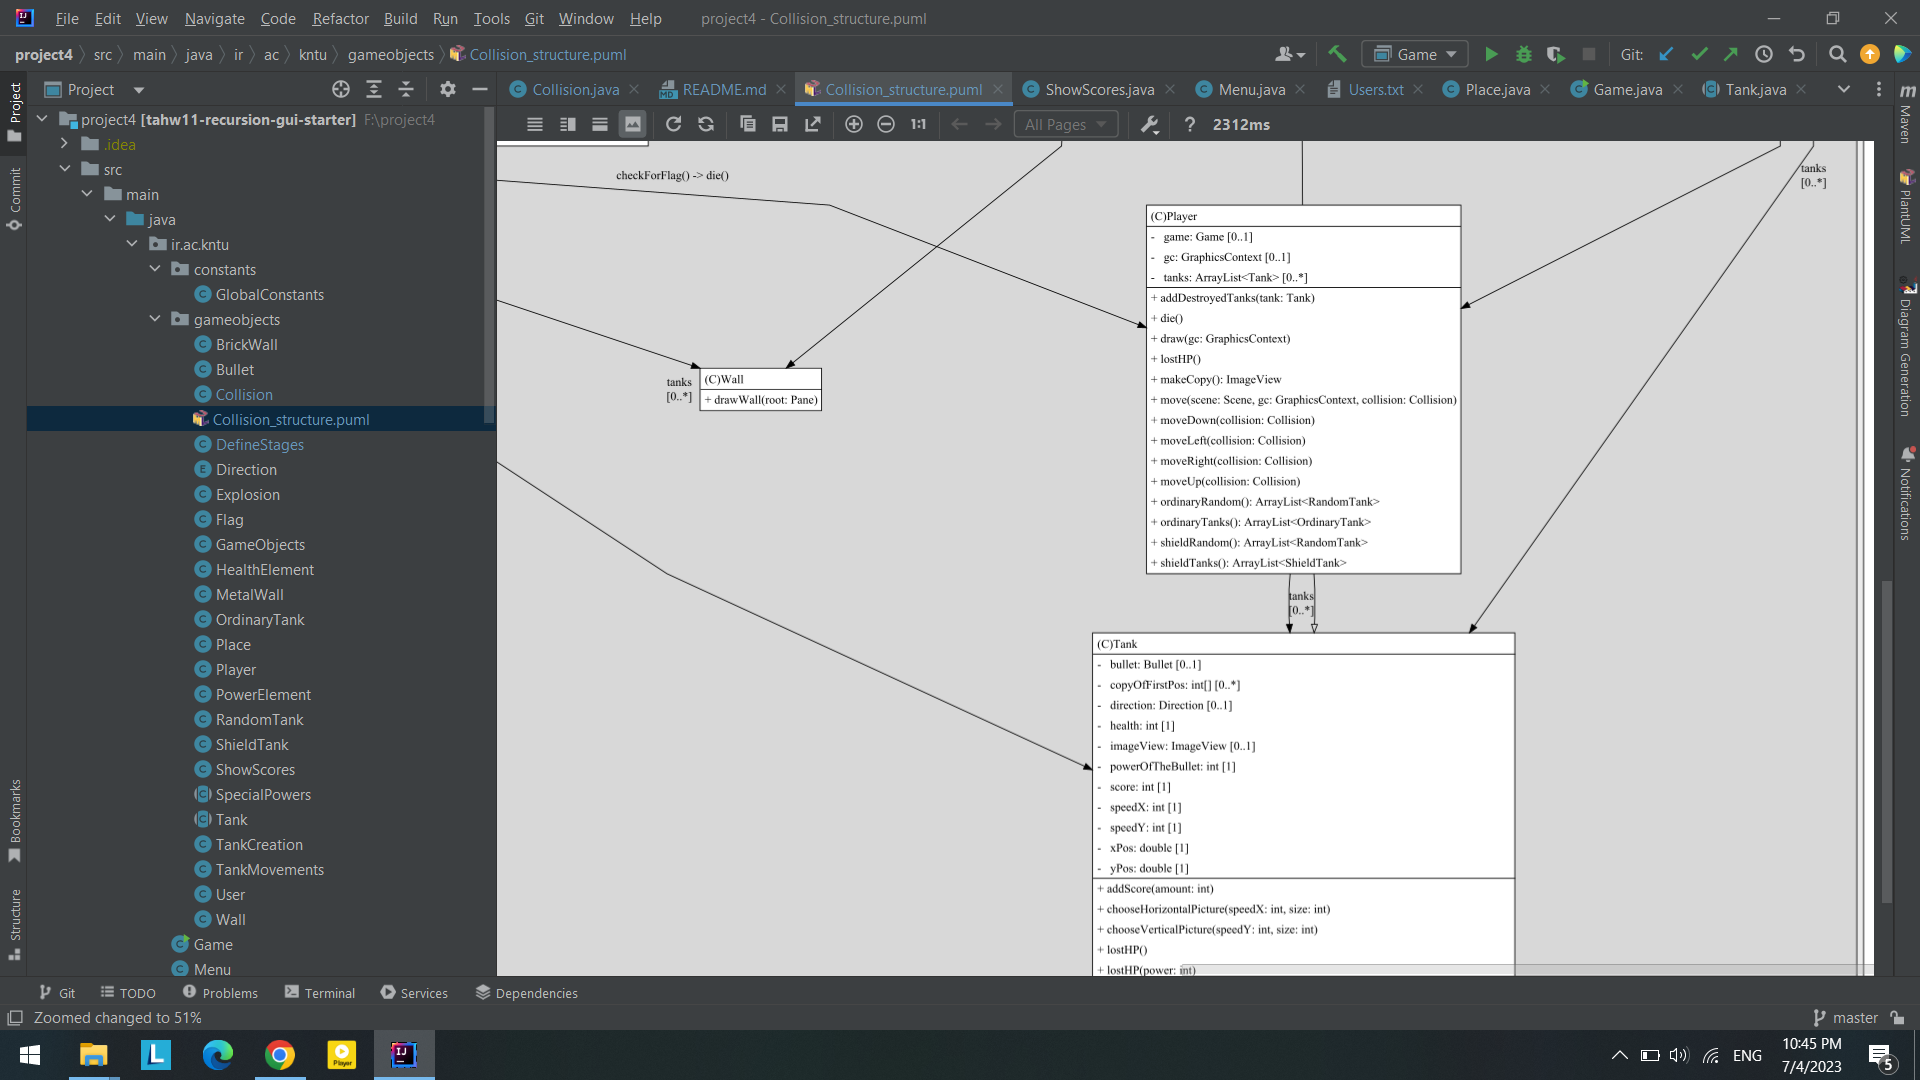 File Edit View Navigate Code Refactor Build Run Tools Git Window Help project4 - Collision_structure.puml
project4 src main java ir ac kntu gameobjects Collision_structure.puml Game Git:
Project Collision.java README.md Collision_structure.puml ShowScores.java Menu.java Users.txt Place.java Game.java Tank.java
1:1 All Pages ? 2312ms
Project
Commit
Bookmarks
Structure
project4 [tahw11-recursion-gui-starter] F:\project4
.idea
src
main
java
ir.ac.kntu
constants
GlobalConstants
gameobjects
BrickWall
Bullet
Collision
Collision_structure.puml
DefineStages
Direction
Explosion
Flag
GameObjects
HealthElement
MetalWall
OrdinaryTank
Place
Player
PowerElement
RandomTank
ShieldTank
ShowScores
SpecialPowers
Tank
TankCreation
TankMovements
User
Wall
Game
Menu
checkForFlag() -> die()
tanks
[0..*]
(C)Wall
+ drawWall(root: Pane)
tanks
[0..*]
(C)Player
- game: Game [0..1]
- gc: GraphicsContext [0..1]
- tanks: ArrayList<Tank> [0..*]
+ addDestroyedTanks(tank: Tank)
+ die()
+ draw(gc: GraphicsContext)
+ lostHP()
+ makeCopy(): ImageView
+ move(scene: Scene, gc: GraphicsContext, collision: Collision)
+ moveDown(collision: Collision)
+ moveLeft(collision: Collision)
+ moveRight(collision: Collision)
+ moveUp(collision: Collision)
+ ordinaryRandom(): ArrayList<RandomTank>
+ ordinaryTanks(): ArrayList<OrdinaryTank>
+ shieldRandom(): ArrayList<RandomTank>
+ shieldTanks(): ArrayList<ShieldTank>
tanks
[0..*]
(C)Tank
- bullet: Bullet [0..1]
- copyOfFirstPos: int[] [0..*]
- direction: Direction [0..1]
- health: int [1]
- imageView: ImageView [0..1]
- powerOfTheBullet: int [1]
- score: int [1]
- speedX: int [1]
- speedY: int [1]
- xPos: double [1]
- yPos: double [1]
+ addScore(amount: int)
+ chooseHorizontalPicture(speedX: int, size: int)
+ chooseVerticalPicture(speedY: int, size: int)
+ lostHP()
+ lostHP(power: int)
Maven
PlantUML
Diagram Generation
Notifications
Git TODO Problems Terminal Services Dependencies
Zoomed changed to 51% master
ENG 10:45 PM
7/4/2023
5